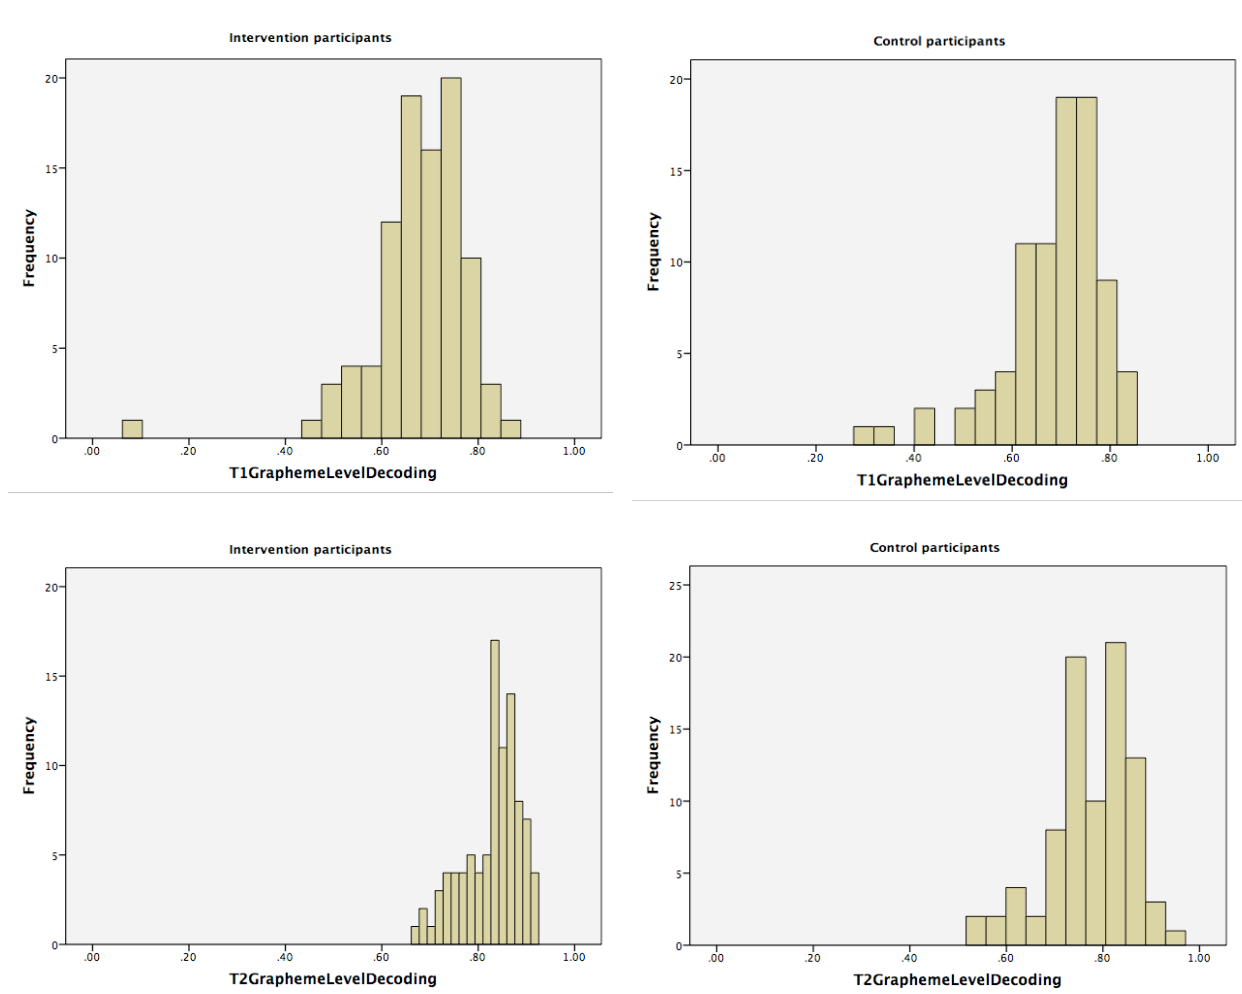 Intervention participants
20
15
10
5
0
Frequency
.00 .20 .40 .60 .80 1.00
T1GraphemeLevelDecoding
Control participants
20
15
10
5
0
Frequency
.00 .20 .40 .60 .80 1.00
T1GraphemeLevelDecoding
Intervention participants
20
15
10
5
0
Frequency
.00 .20 .40 .60 .80 1.00
T2GraphemeLevelDecoding
Control participants
25
20
15
10
5
0
Frequency
.00 .20 .40 .60 .80 1.00
T2GraphemeLevelDecoding